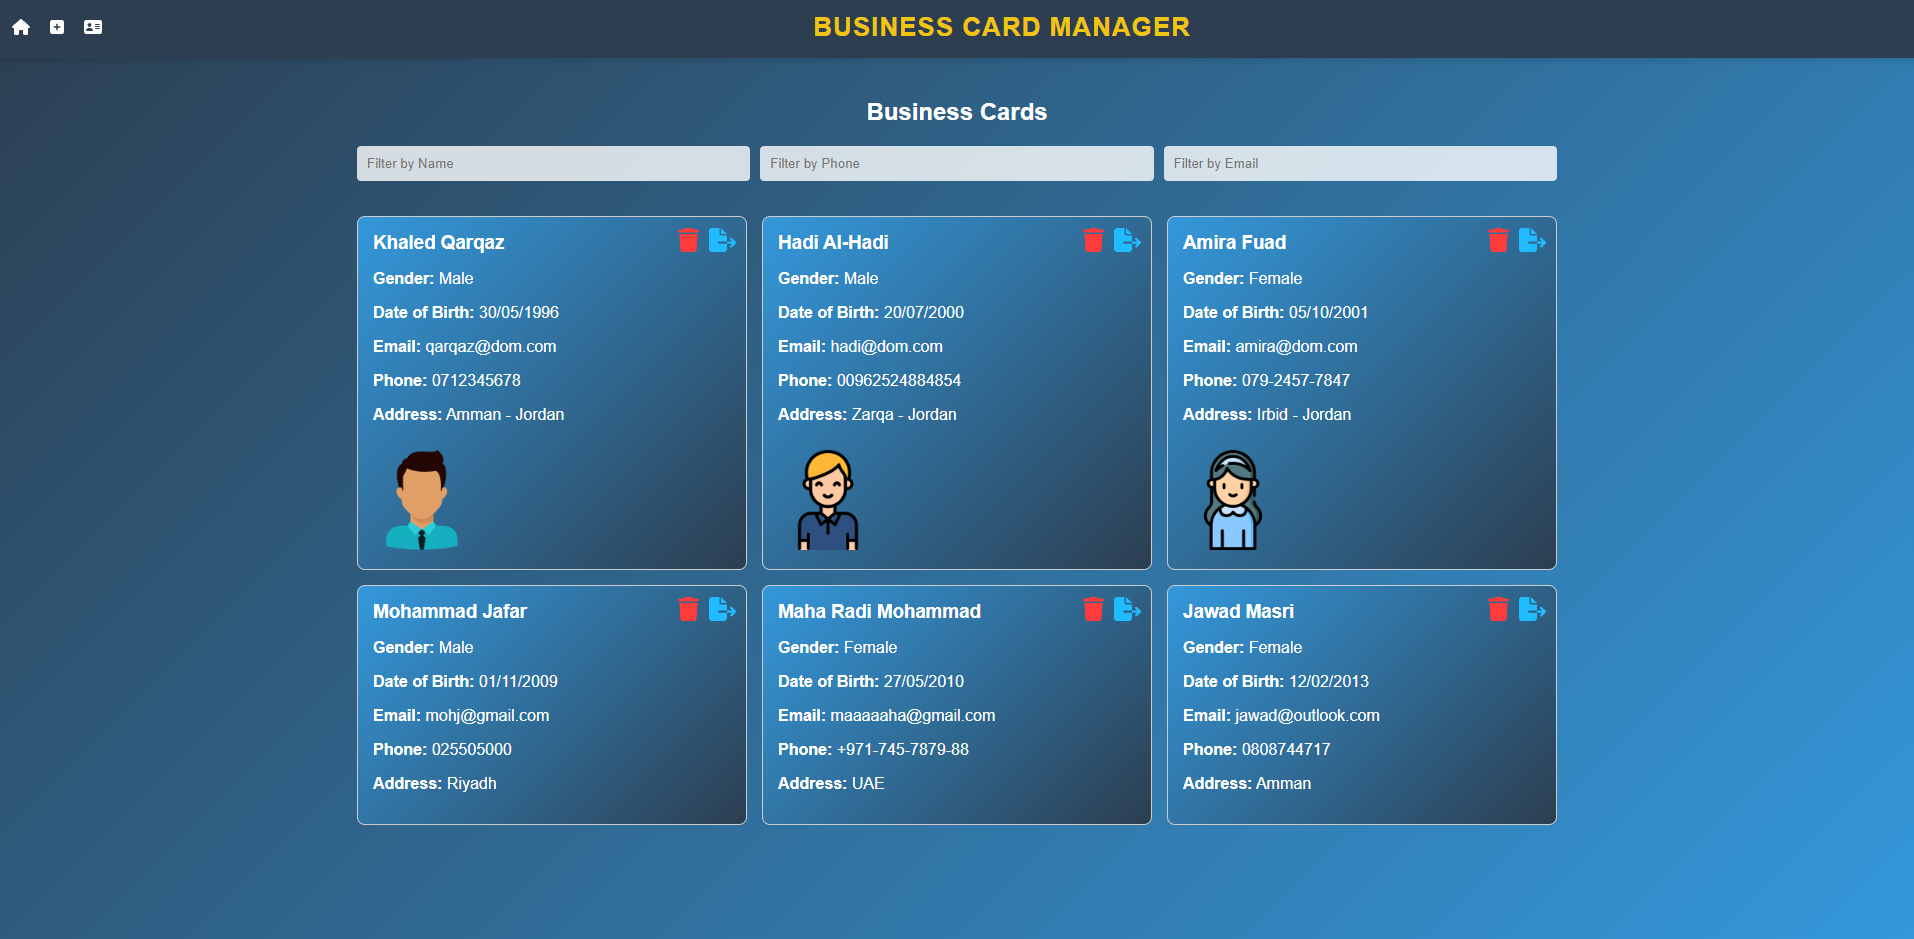 BUSINESS CARD MANAGER
Business Cards
Filter by Name
Filter by Phone
Filter by Email
Khaled Qarqaz
Gender: Male
Date of Birth: 30/05/1996
Email: qarqaz@dom.com
Phone: 0712345678
Address: Amman - Jordan
Hadi Al-Hadi
Gender: Male
Date of Birth: 20/07/2000
Email: hadi@dom.com
Phone: 00962524884854
Address: Zarqa - Jordan
Amira Fuad
Gender: Female
Date of Birth: 05/10/2001
Email: amira@dom.com
Phone: 079-2457-7847
Address: Irbid - Jordan
Mohammad Jafar
Gender: Male
Date of Birth: 01/11/2009
Email: mohj@gmail.com
Phone: 025505000
Address: Riyadh
Maha Radi Mohammad
Gender: Female
Date of Birth: 27/05/2010
Email: maaaaaha@gmail.com
Phone: +971-745-7879-88
Address: UAE
Jawad Masri
Gender: Female
Date of Birth: 12/02/2013
Email: jawad@outlook.com
Phone: 0808744717
Address: Amman